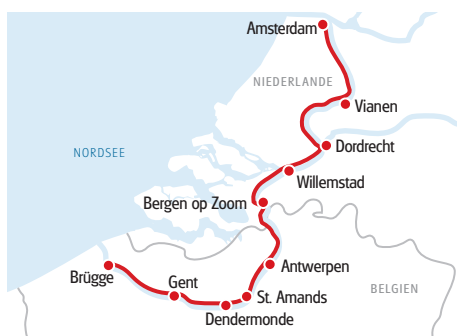 Amsterdam
NIEDERLANDE
Vianen
Dordrecht
NORDSEE
Willemstad
Bergen op Zoom
Antwerpen
Brügge
Gent
BELGIEN
St. Amands
Dendermonde